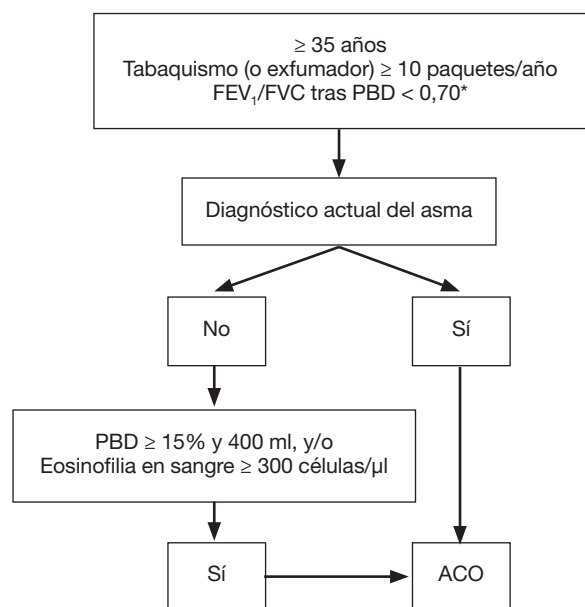 ≥ 35 años
Tabaquismo (o exfumador) ≥ 10 paquetes/año
FEV₁/FVC tras PBD < 0,70*
Diagnóstico actual del asma
No
Sí
PBD ≥ 15% y 400 ml, y/o
Eosinofilia en sangre ≥ 300 células/µl
Sí
ACO